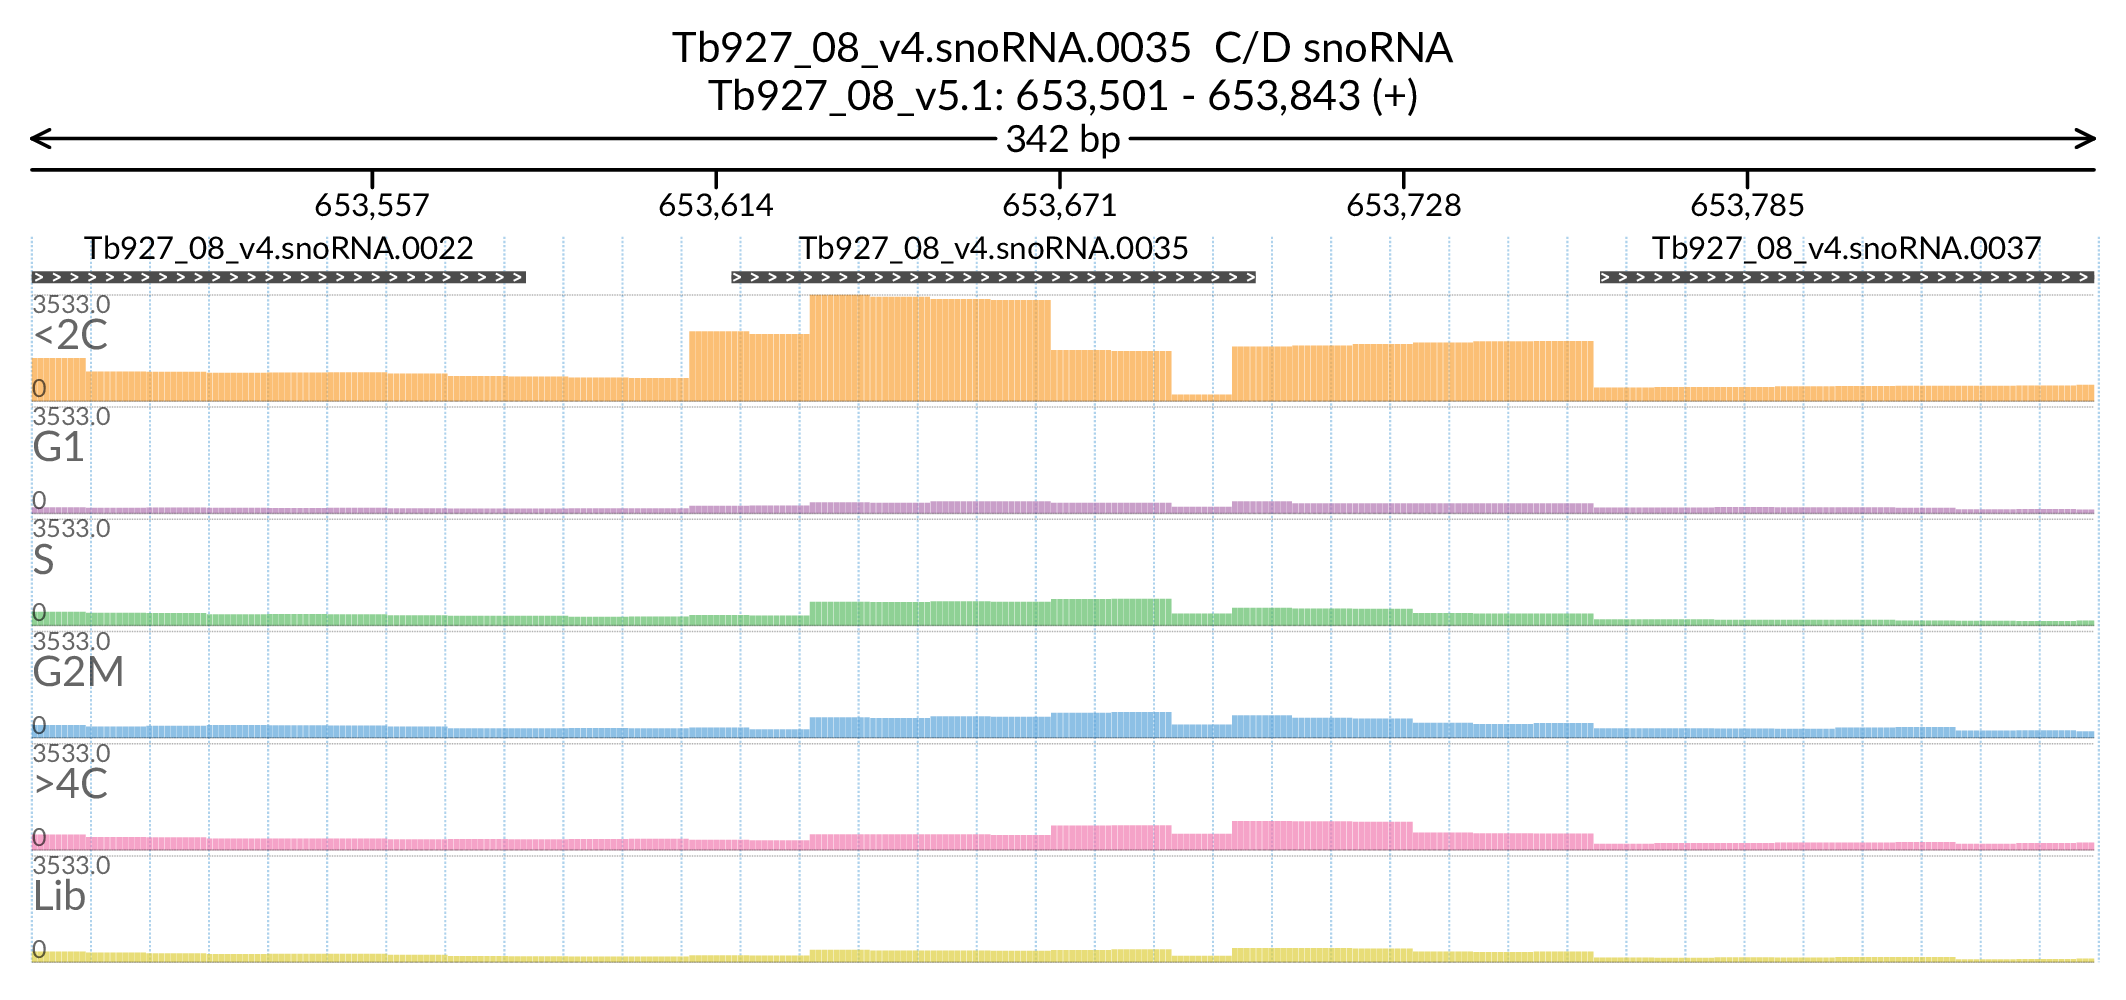 Tb927_08_v4.snoRNA.0035  C/D snoRNA
Tb927_08_v5.1: 653,501 - 653,843 (+)
342 bp
653,557 653,614 653,671 653,728 653,785
Tb927_08_v4.snoRNA.0022 Tb927_08_v4.snoRNA.0035 Tb927_08_v4.snoRNA.0037
3533.0
<2C
0
3533.0
G1
0
3533.0
S
0
3533.0
G2M
0
3533.0
>4C
0
3533.0
Lib
0